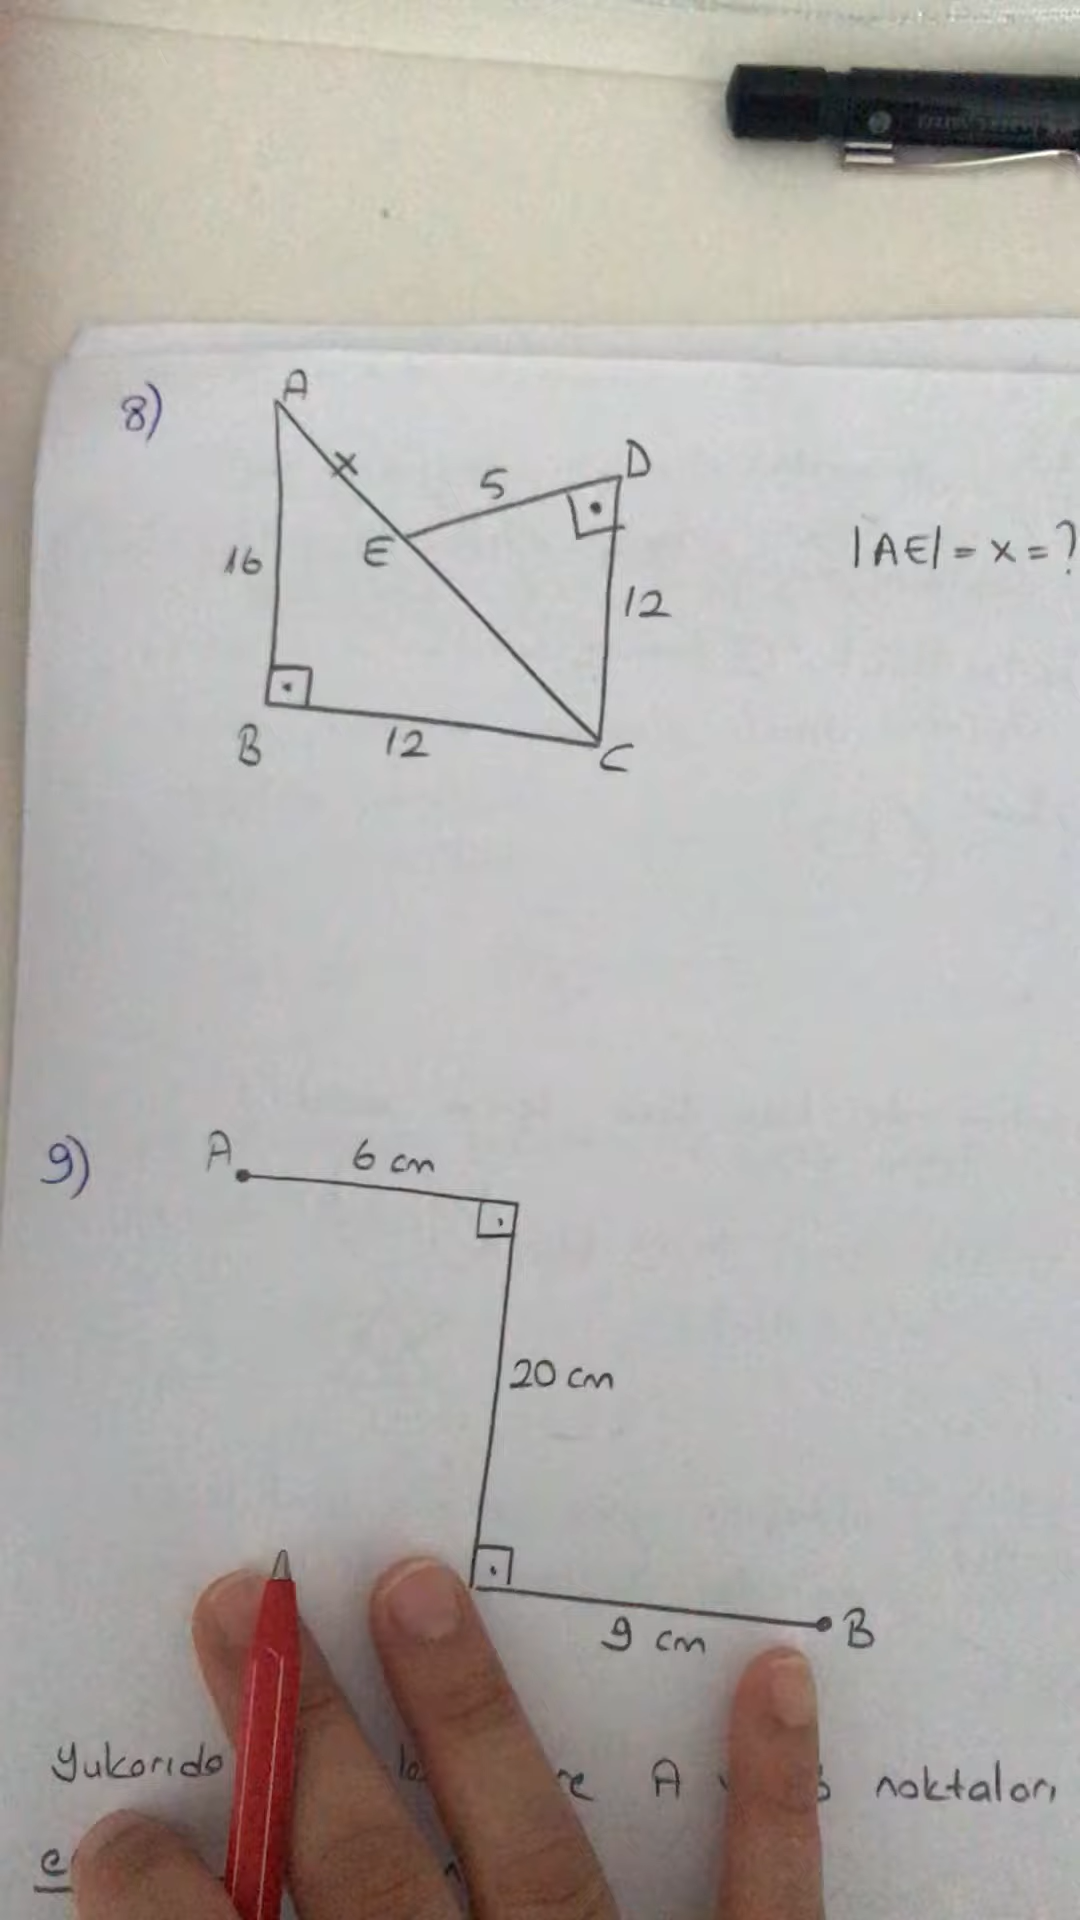 8)
A
x
5
D
E
16
12
|AE| = x = ?
B
12
C
9)
A
6 cm
20 cm
9 cm
B
Yukarıda A noktaları